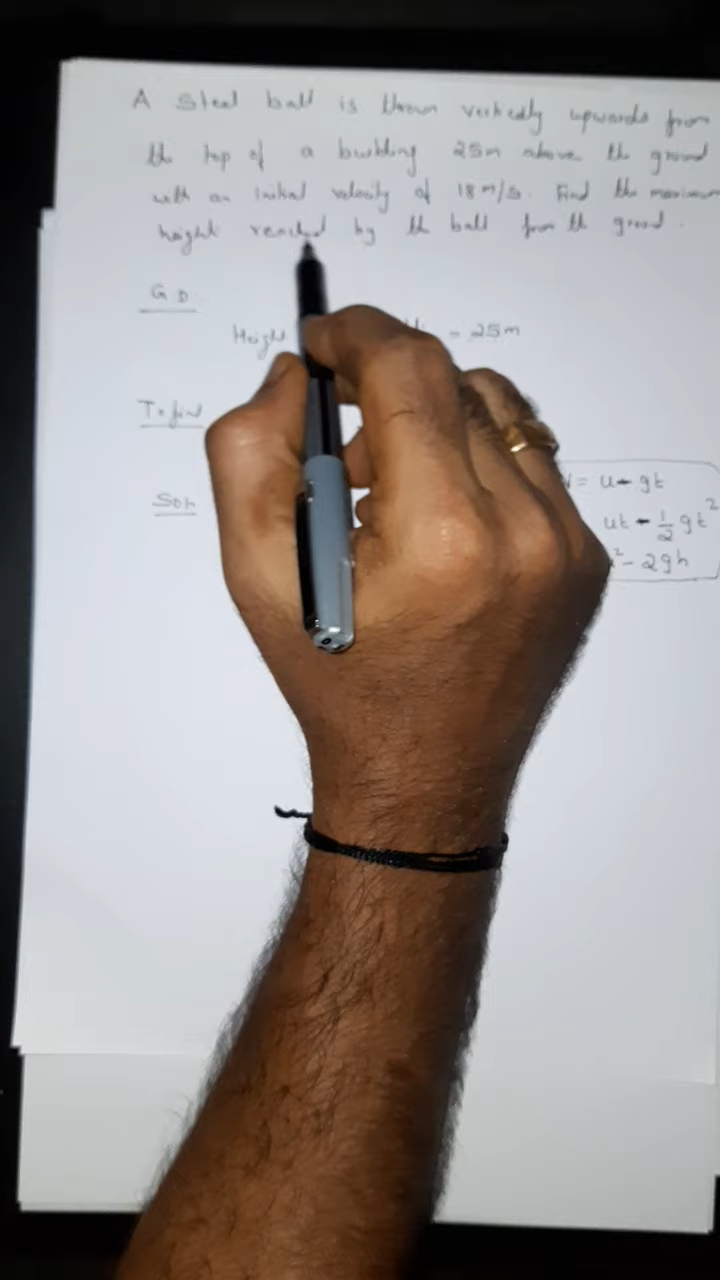 A steel ball is thrown vertically upwards from
the top of a building 25m above the ground
with an initial velocity of 18 m/s. Find the maximum
height reached by the ball from the ground.
G.D.
Height = 25m
To find
Soln
V = u - gt
ut - 1/2 gt²
² - 2gh